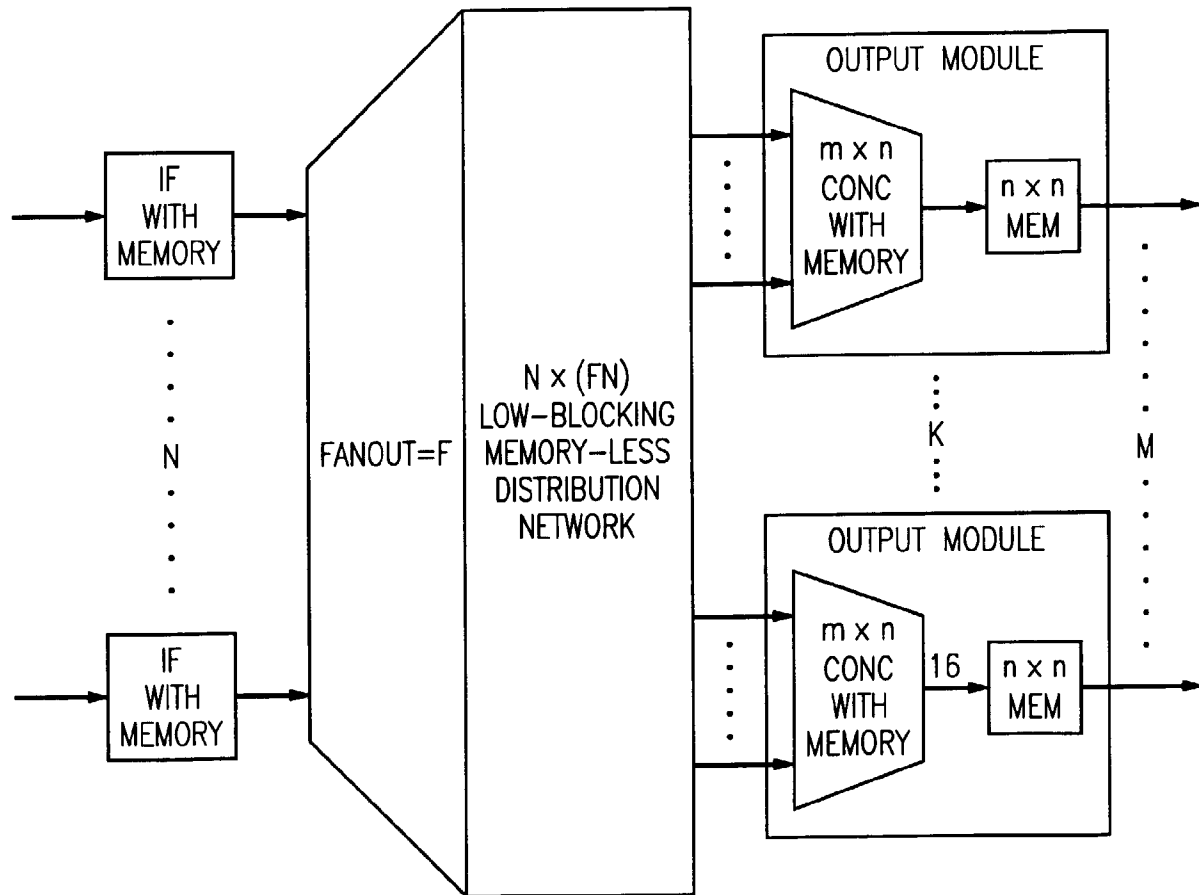 IF
WITH
MEMORY
N
IF
WITH
MEMORY
FANOUT=F
N x (FN)
LOW-BLOCKING
MEMORY-LESS
DISTRIBUTION
NETWORK
OUTPUT MODULE
m x n
CONC
WITH
MEMORY
n x n
MEM
K
M
OUTPUT MODULE
m x n
CONC
WITH
MEMORY
16
n x n
MEM